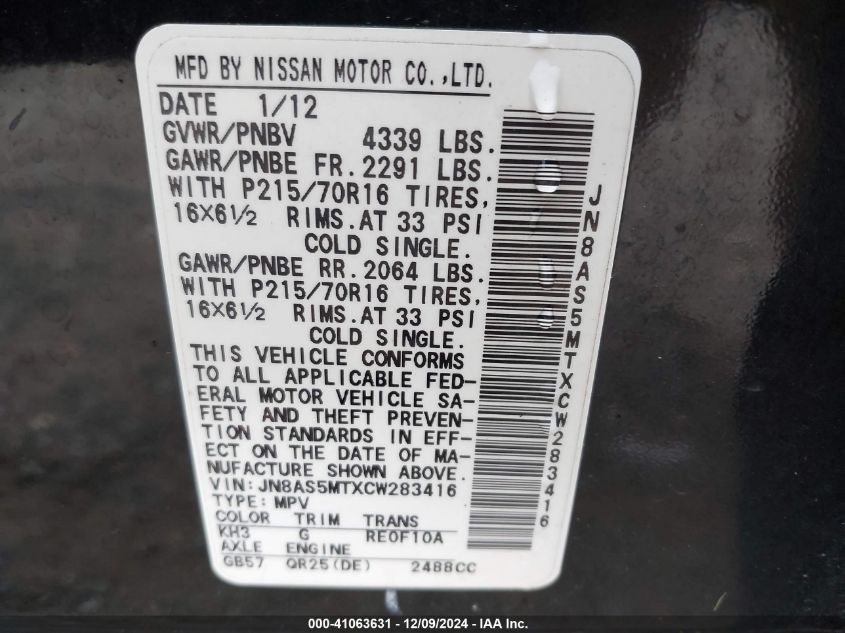 MFD BY NISSAN MOTOR CO.,LTD.
DATE 1/12
GVWR/PNBV 4339 LBS.
GAWR/PNBE FR.2291 LBS.
WITH P215/70R16 TIRES,
16X6½ RIMS.AT 33 PSI
COLD SINGLE.
GAWR/PNBE RR.2064 LBS.
WITH P215/70R16 TIRES,
16X6½ RIMS.AT 33 PSI
COLD SINGLE.
THIS VEHICLE CONFORMS
TO ALL APPLICABLE FED-
ERAL MOTOR VEHICLE SA-
FETY AND THEFT PREVEN-
TION STANDARDS IN EFF-
ECT ON THE DATE OF MA-
NUFACTURE SHOWN ABOVE.
VIN: JN8AS5MTXCW283416
TYPE: MPV
COLOR TRIM TRANS
KH3 G RE0F10A
AXLE ENGINE
GB57 QR25(DE) 2488CC
JN8AS5MTXCW283416
000-41063631 - 12/09/2024 - IAA Inc.